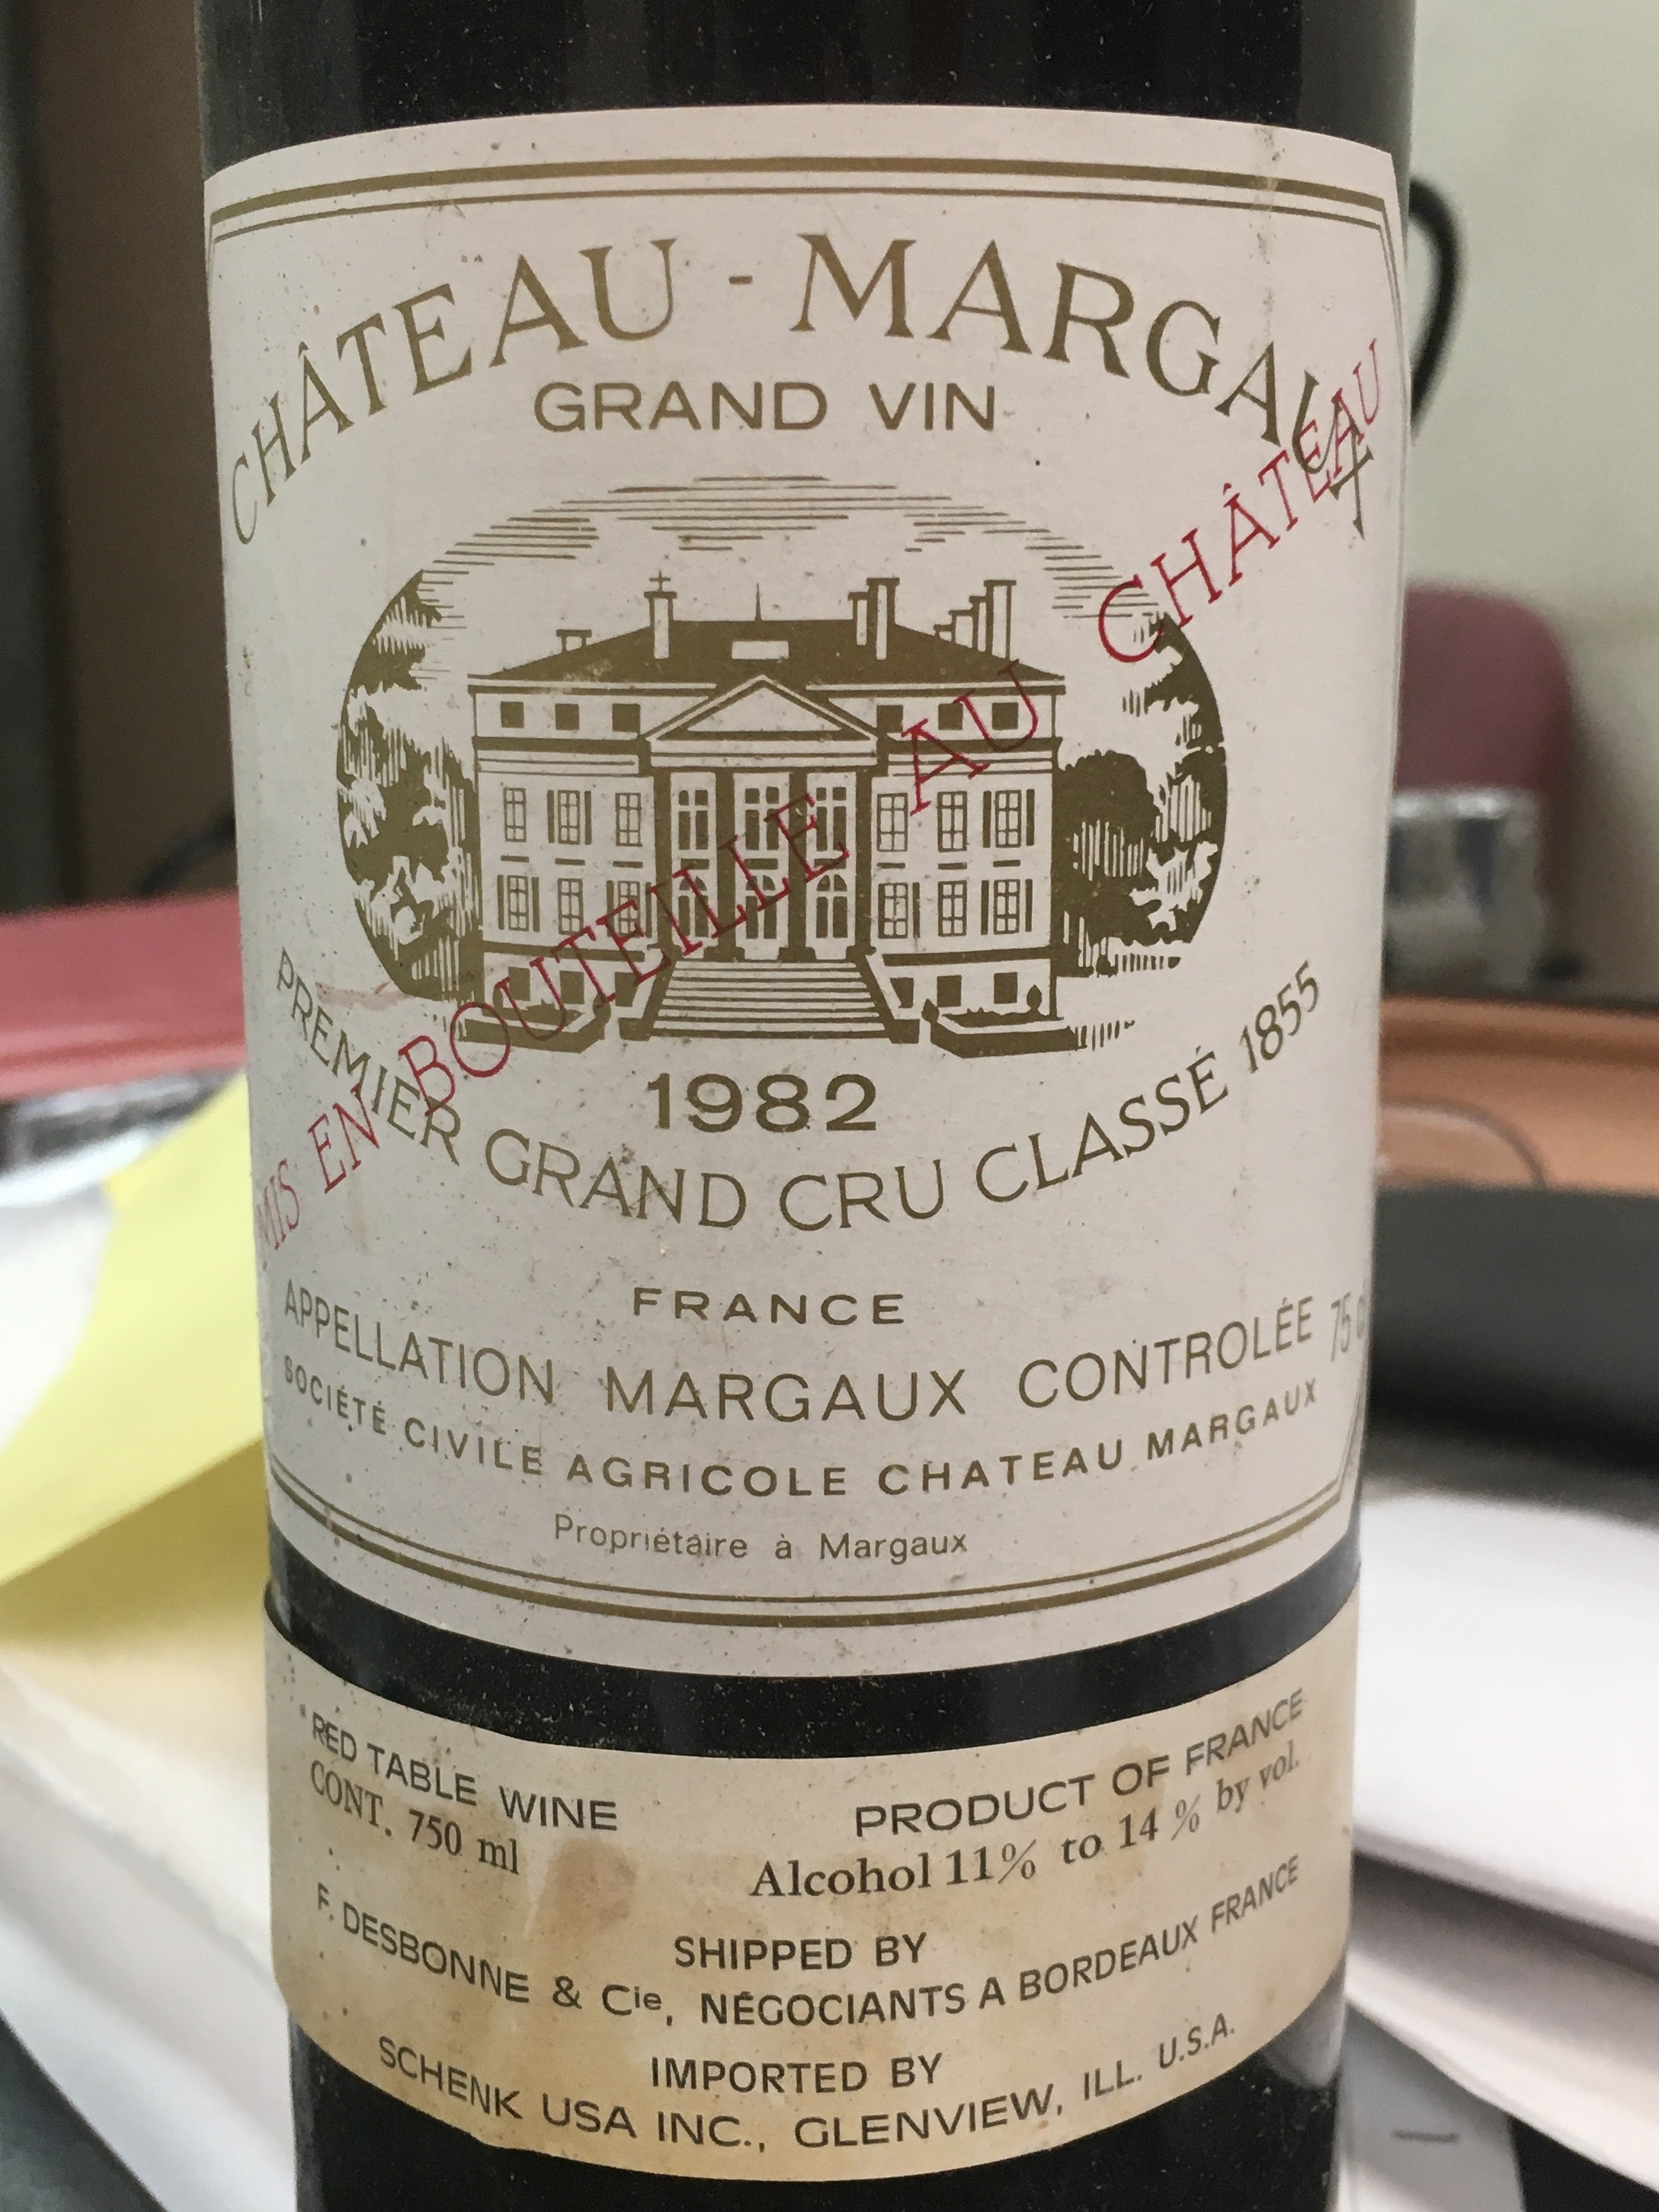 CHÂTEAU - MARGAUX
GRAND VIN
MIS EN BOUTEILLE AU CHÂTEAU
1982
PREMIER GRAND CRU CLASSÉ 1855
FRANCE
APPELLATION MARGAUX CONTROLÉE 75 c
SOCIÉTÉ CIVILE AGRICOLE CHATEAU MARGAUX
Propriétaire à Margaux
RED TABLE WINE
CONT. 750 ml
PRODUCT OF FRANCE
Alcohol 11% to 14 % by vol.
SHIPPED BY
F. DESBONNE & Cie, NÉGOCIANTS A BORDEAUX FRANCE
IMPORTED BY
SCHENK USA INC., GLENVIEW, ILL. U.S.A.